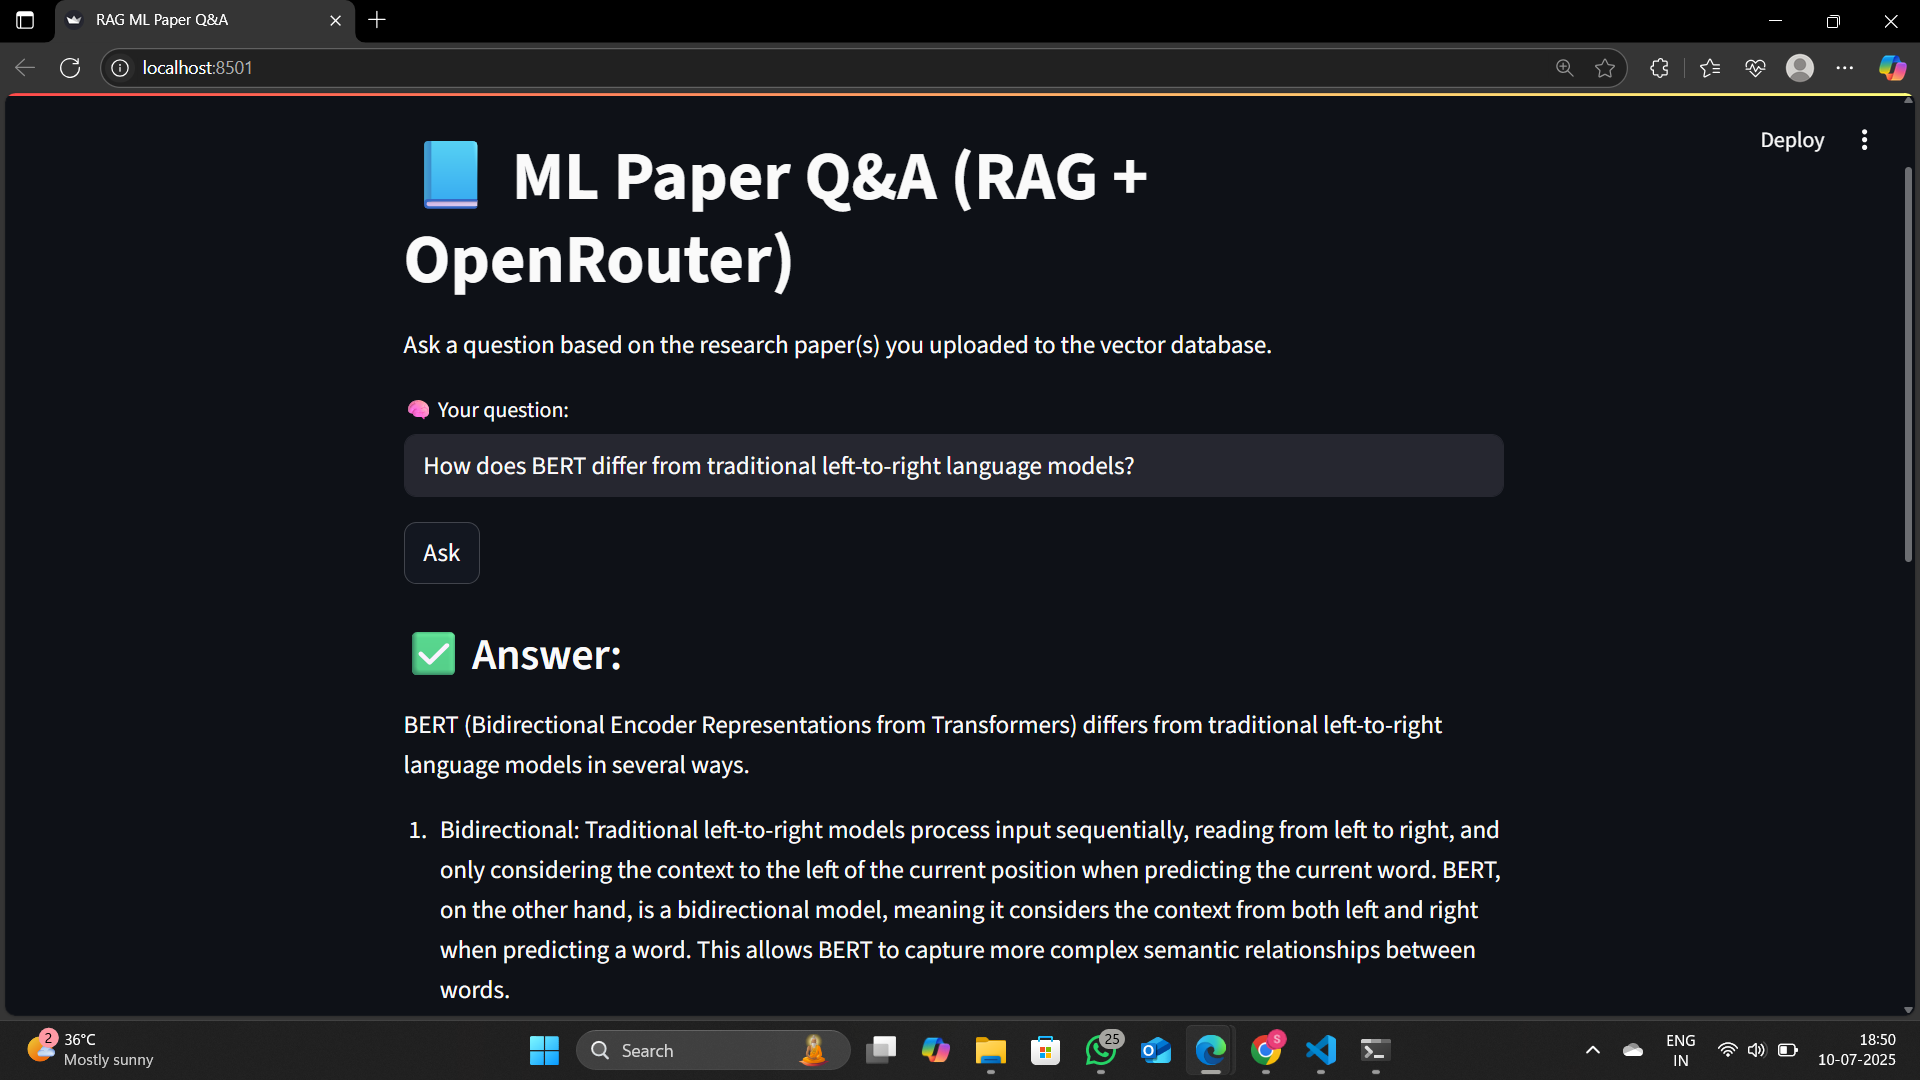 RAG ML Paper Q&A
localhost:8501
Deploy
ML Paper Q&A (RAG +
OpenRouter)
Ask a question based on the research paper(s) you uploaded to the vector database.
Your question:
How does BERT differ from traditional left-to-right language models?
Ask
Answer:
BERT (Bidirectional Encoder Representations from Transformers) differs from traditional left-to-right
language models in several ways.
1. Bidirectional: Traditional left-to-right models process input sequentially, reading from left to right, and
only considering the context to the left of the current position when predicting the current word. BERT,
on the other hand, is a bidirectional model, meaning it considers the context from both left and right
when predicting a word. This allows BERT to capture more complex semantic relationships between
words.
2
36°C
Mostly sunny
Search
25
S
ENG
IN
18:50
10-07-2025